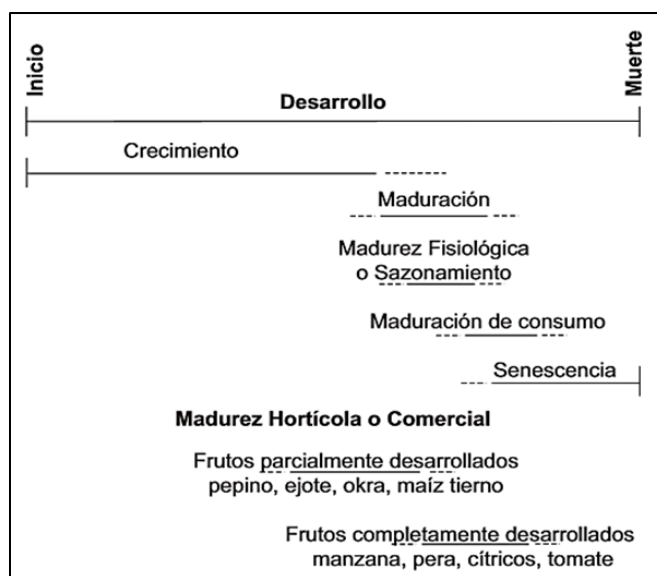 Inicio
Muerte
Desarrollo
Crecimiento
Maduración
Madurez Fisiológica
o Sazonamiento
Maduración de consumo
Senescencia
Madurez Hortícola o Comercial
Frutos parcialmente desarrollados
pepino, ejote, okra, maíz tierno
Frutos completamente desarrollados
manzana, pera, cítricos, tomate